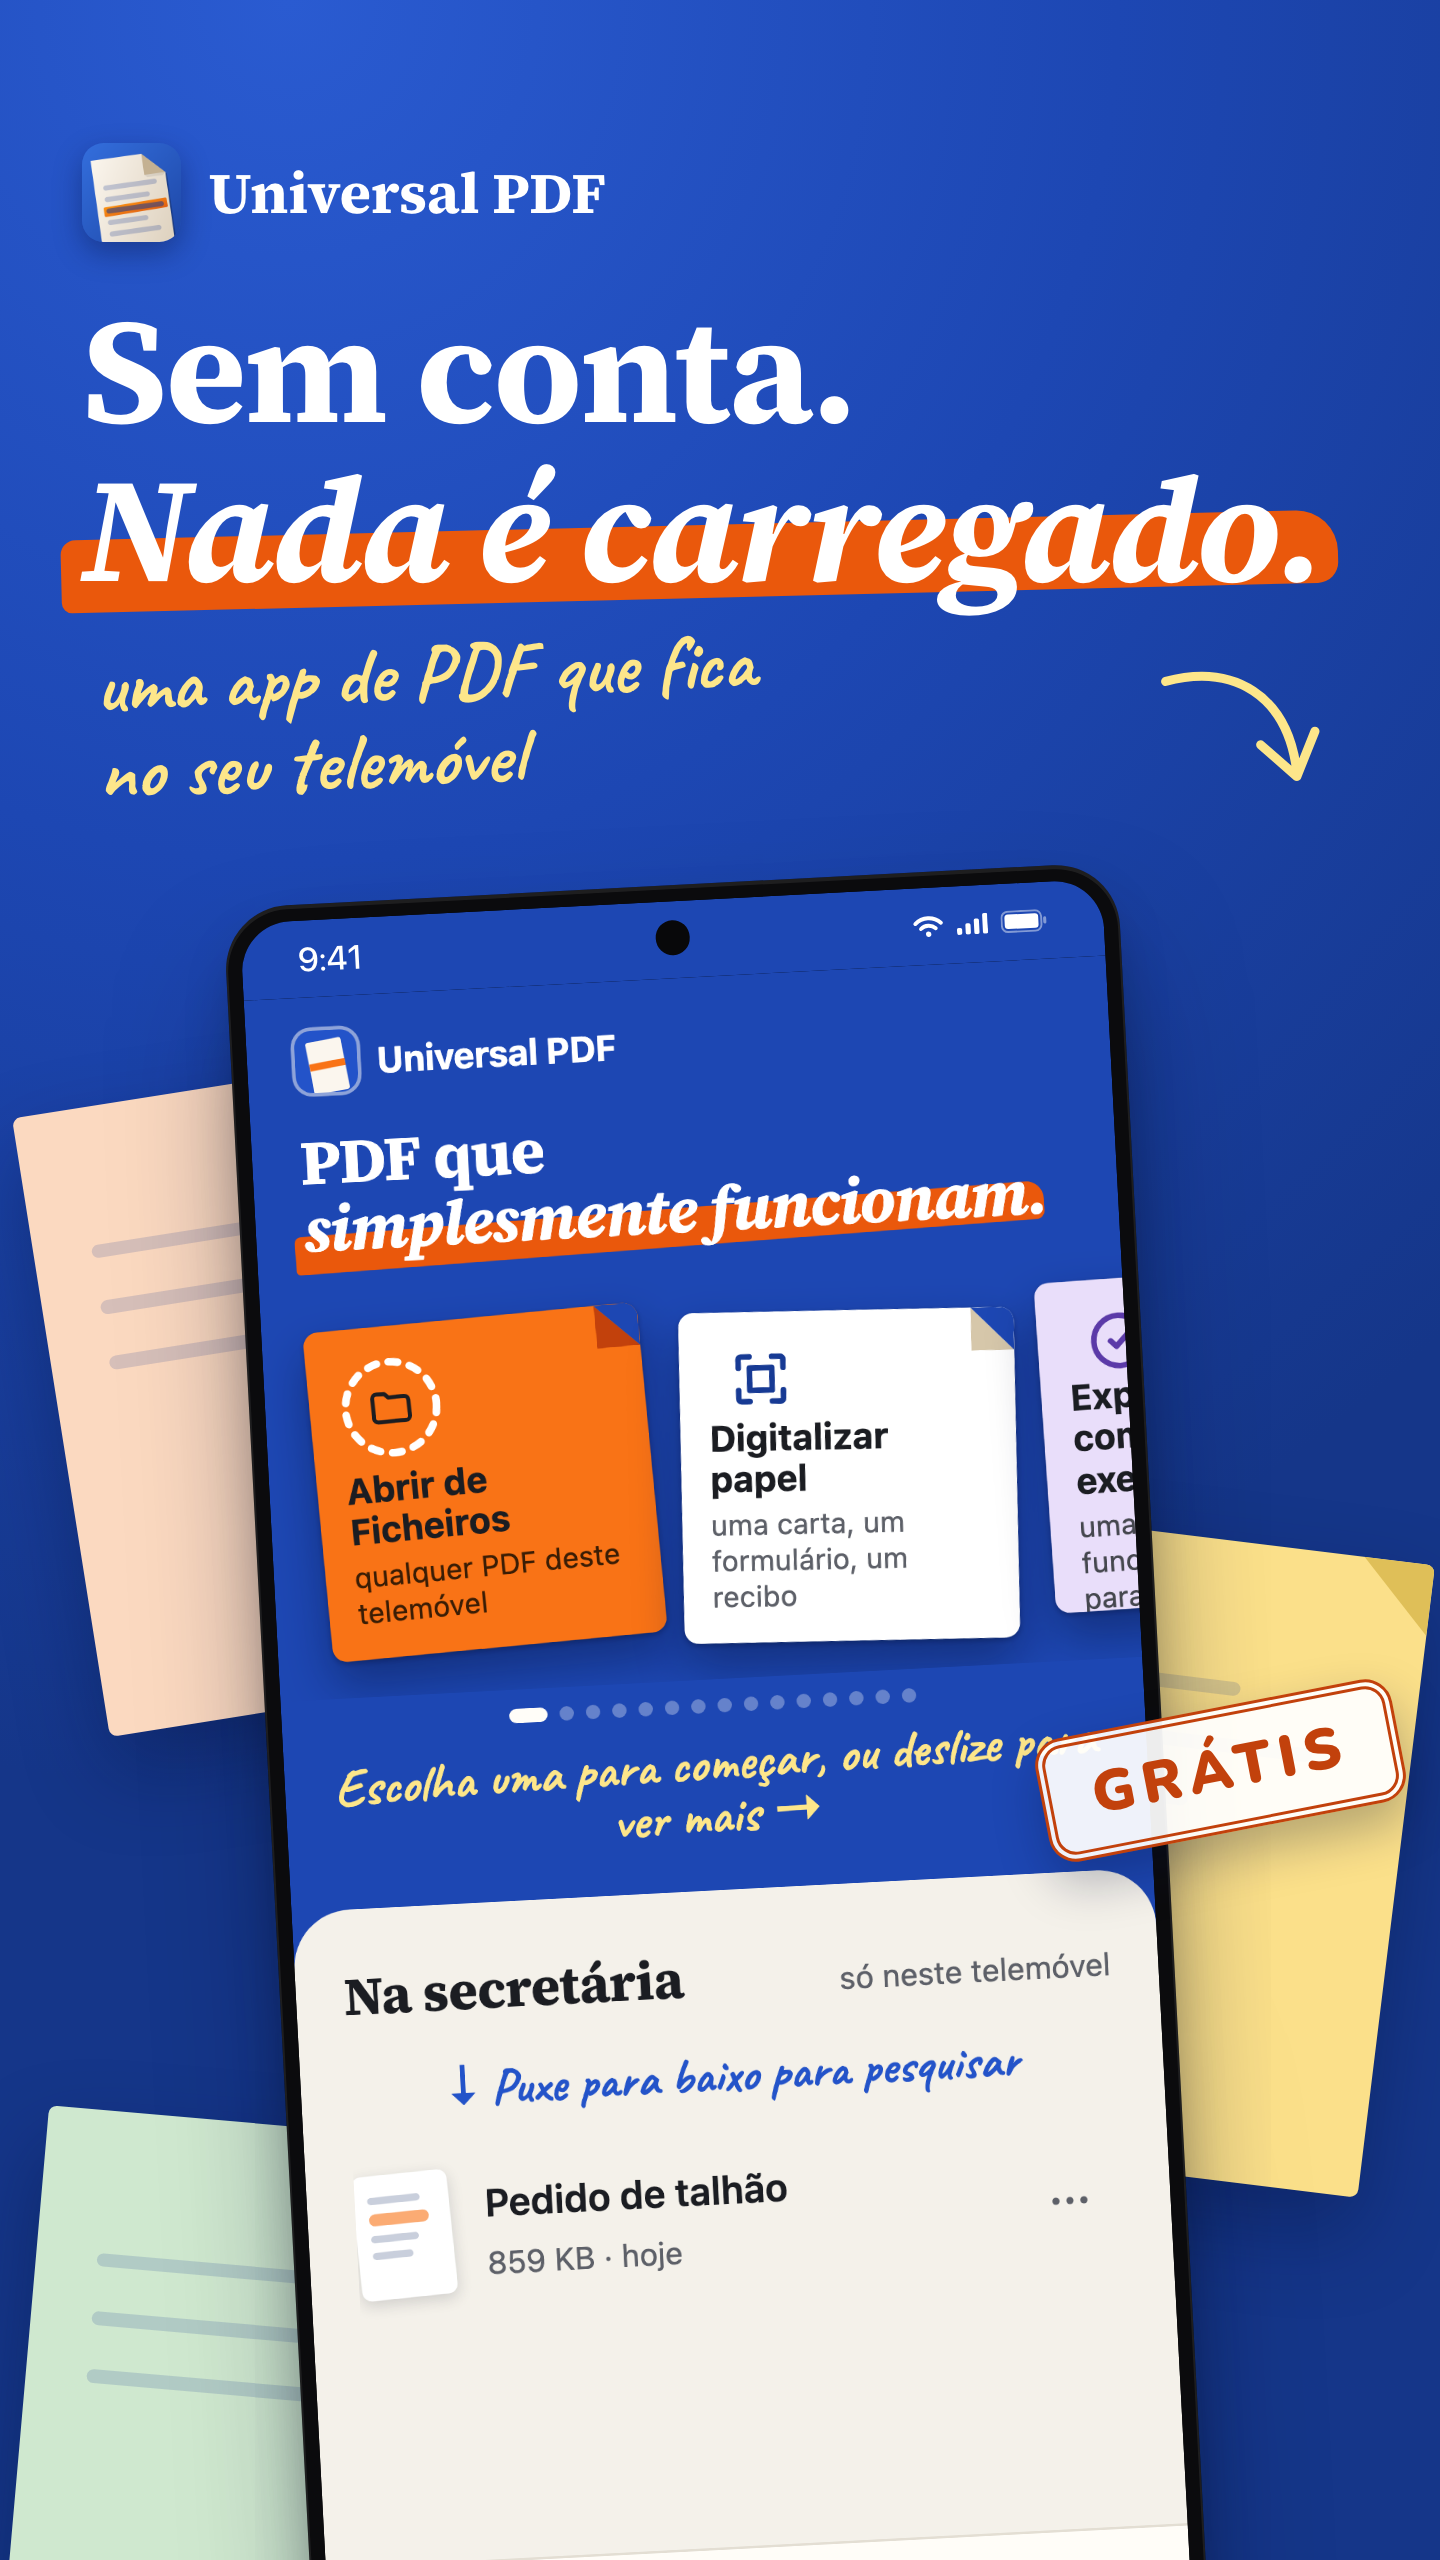 Universal PDF
Sem conta.
Nada é carregado.
uma app de PDF que fica
no seu telemóvel
9:41
Universal PDF
PDF que
simplesmente funcionam.
Abrir de
Ficheiros
qualquer PDF deste
telemóvel
Digitalizar
papel
uma carta, um
formulário, um
recibo
uma
Escolha uma para começar, ou deslize para
ver mais →
GRÁTIS
Na secretária
só neste telemóvel
↓ Puxe para baixo para pesquisar
Pedido de talhão
859 KB · hoje